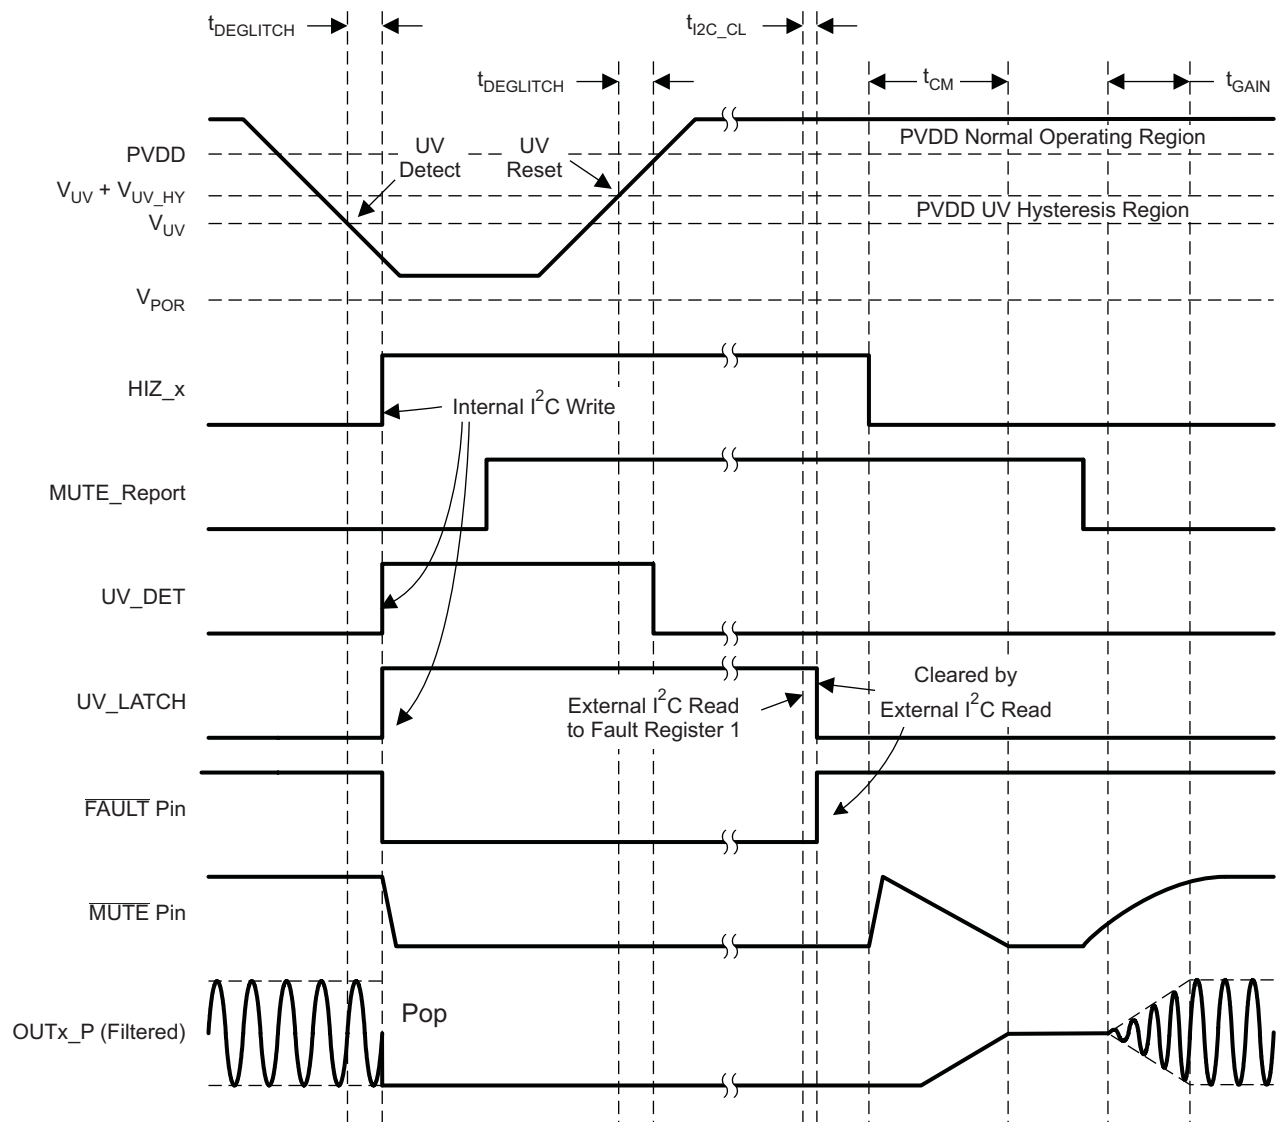 tDEGLITCH
tI2C_CL
tDEGLITCH
tCM
tGAIN
PVDD
UV
Detect
UV
Reset
PVDD Normal Operating Region
VUV + VUV_HY
VUV
PVDD UV Hysteresis Region
VPOR
HIZ_x
Internal I2C Write
MUTE_Report
UV_DET
UV_LATCH
External I2C Read
to Fault Register 1
Cleared by
External I2C Read
FAULT Pin
MUTE Pin
Pop
OUTx_P (Filtered)